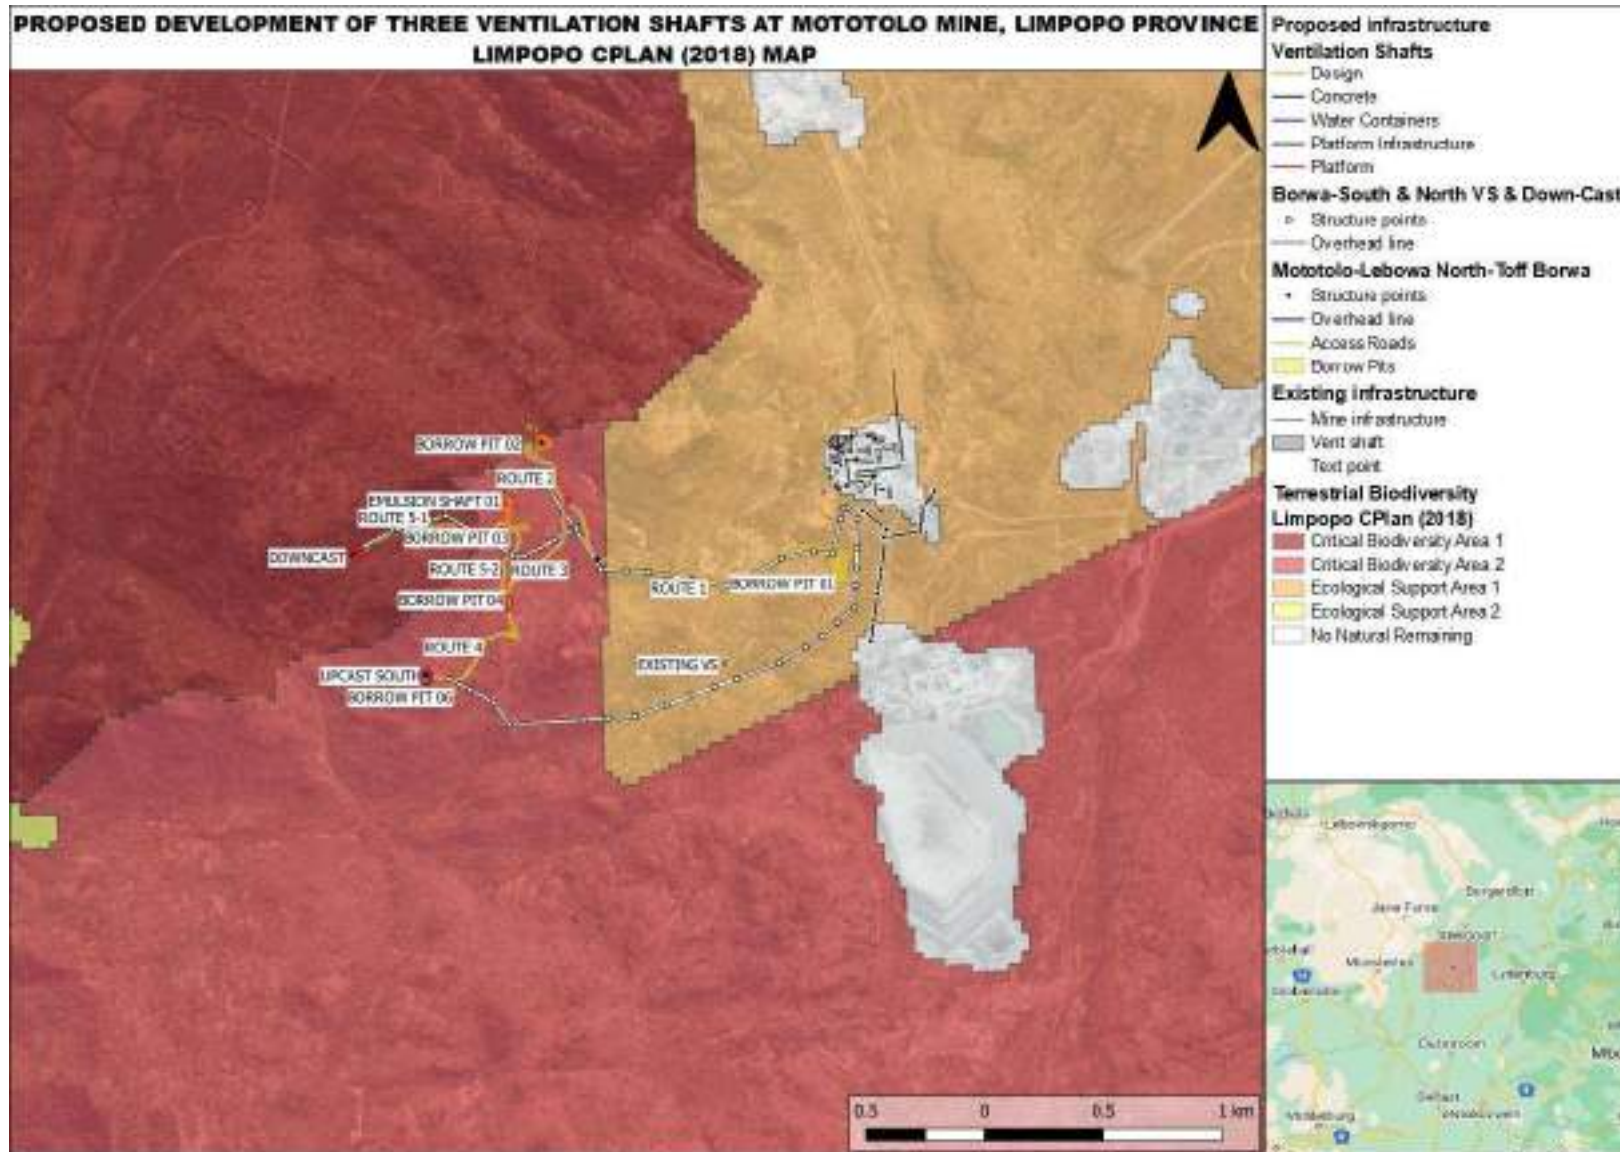 PROPOSED DEVELOPMENT OF THREE VENTILATION SHAFTS AT MOTOTOLO MINE, LIMPOPO PROVINCE
LIMPOPO CPLAN (2018) MAP
Proposed infrastructure
Ventilation Shafts
Design
Concrete
Water Containers
Platform Infrastructure
Platform
Borwa-South & North VS & Down-Cast
Structure points
Overhead line
Mototolo-Lebowa North-Toff Borwa
Structure points
Overhead line
Access Roads
Borrow Pits
Existing infrastructure
Mine infrastructure
Vent shaft
Text point
Terrestrial Biodiversity
Limpopo CPlan (2018)
Critical Biodiversity Area 1
Critical Biodiversity Area 2
Ecological Support Area 1
Ecological Support Area 2
No Natural Remaining
BORROW PIT 02
ROUTE 2
EMULSION SHAFT 01
ROUTE 5-1
BORROW PIT 03
DOWNCAST
ROUTE 5-2
ROUTE 3
ROUTE 1
BORROW PIT 01
BORROW PIT 04
ROUTE 4
EXISTING VS
UPCAST SOUTH
BORROW PIT 06
0.5 0 0.5 1 km
Lebowakgomo
Jane Furse
Belfast
Middelburg